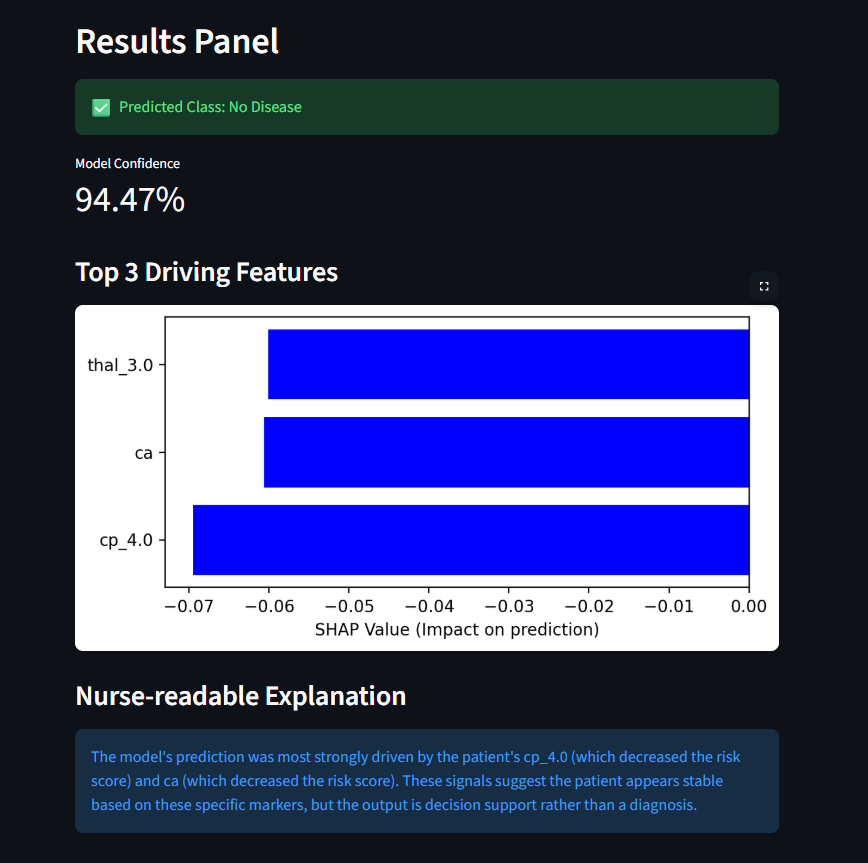 Results Panel
Predicted Class: No Disease
Model Confidence
94.47%
Top 3 Driving Features
thal_3.0
ca
cp_4.0
−0.07 −0.06 −0.05 −0.04 −0.03 −0.02 −0.01 0.00
SHAP Value (Impact on prediction)
Nurse-readable Explanation
The model's prediction was most strongly driven by the patient's cp_4.0 (which decreased the risk
score) and ca (which decreased the risk score). These signals suggest the patient appears stable
based on these specific markers, but the output is decision support rather than a diagnosis.